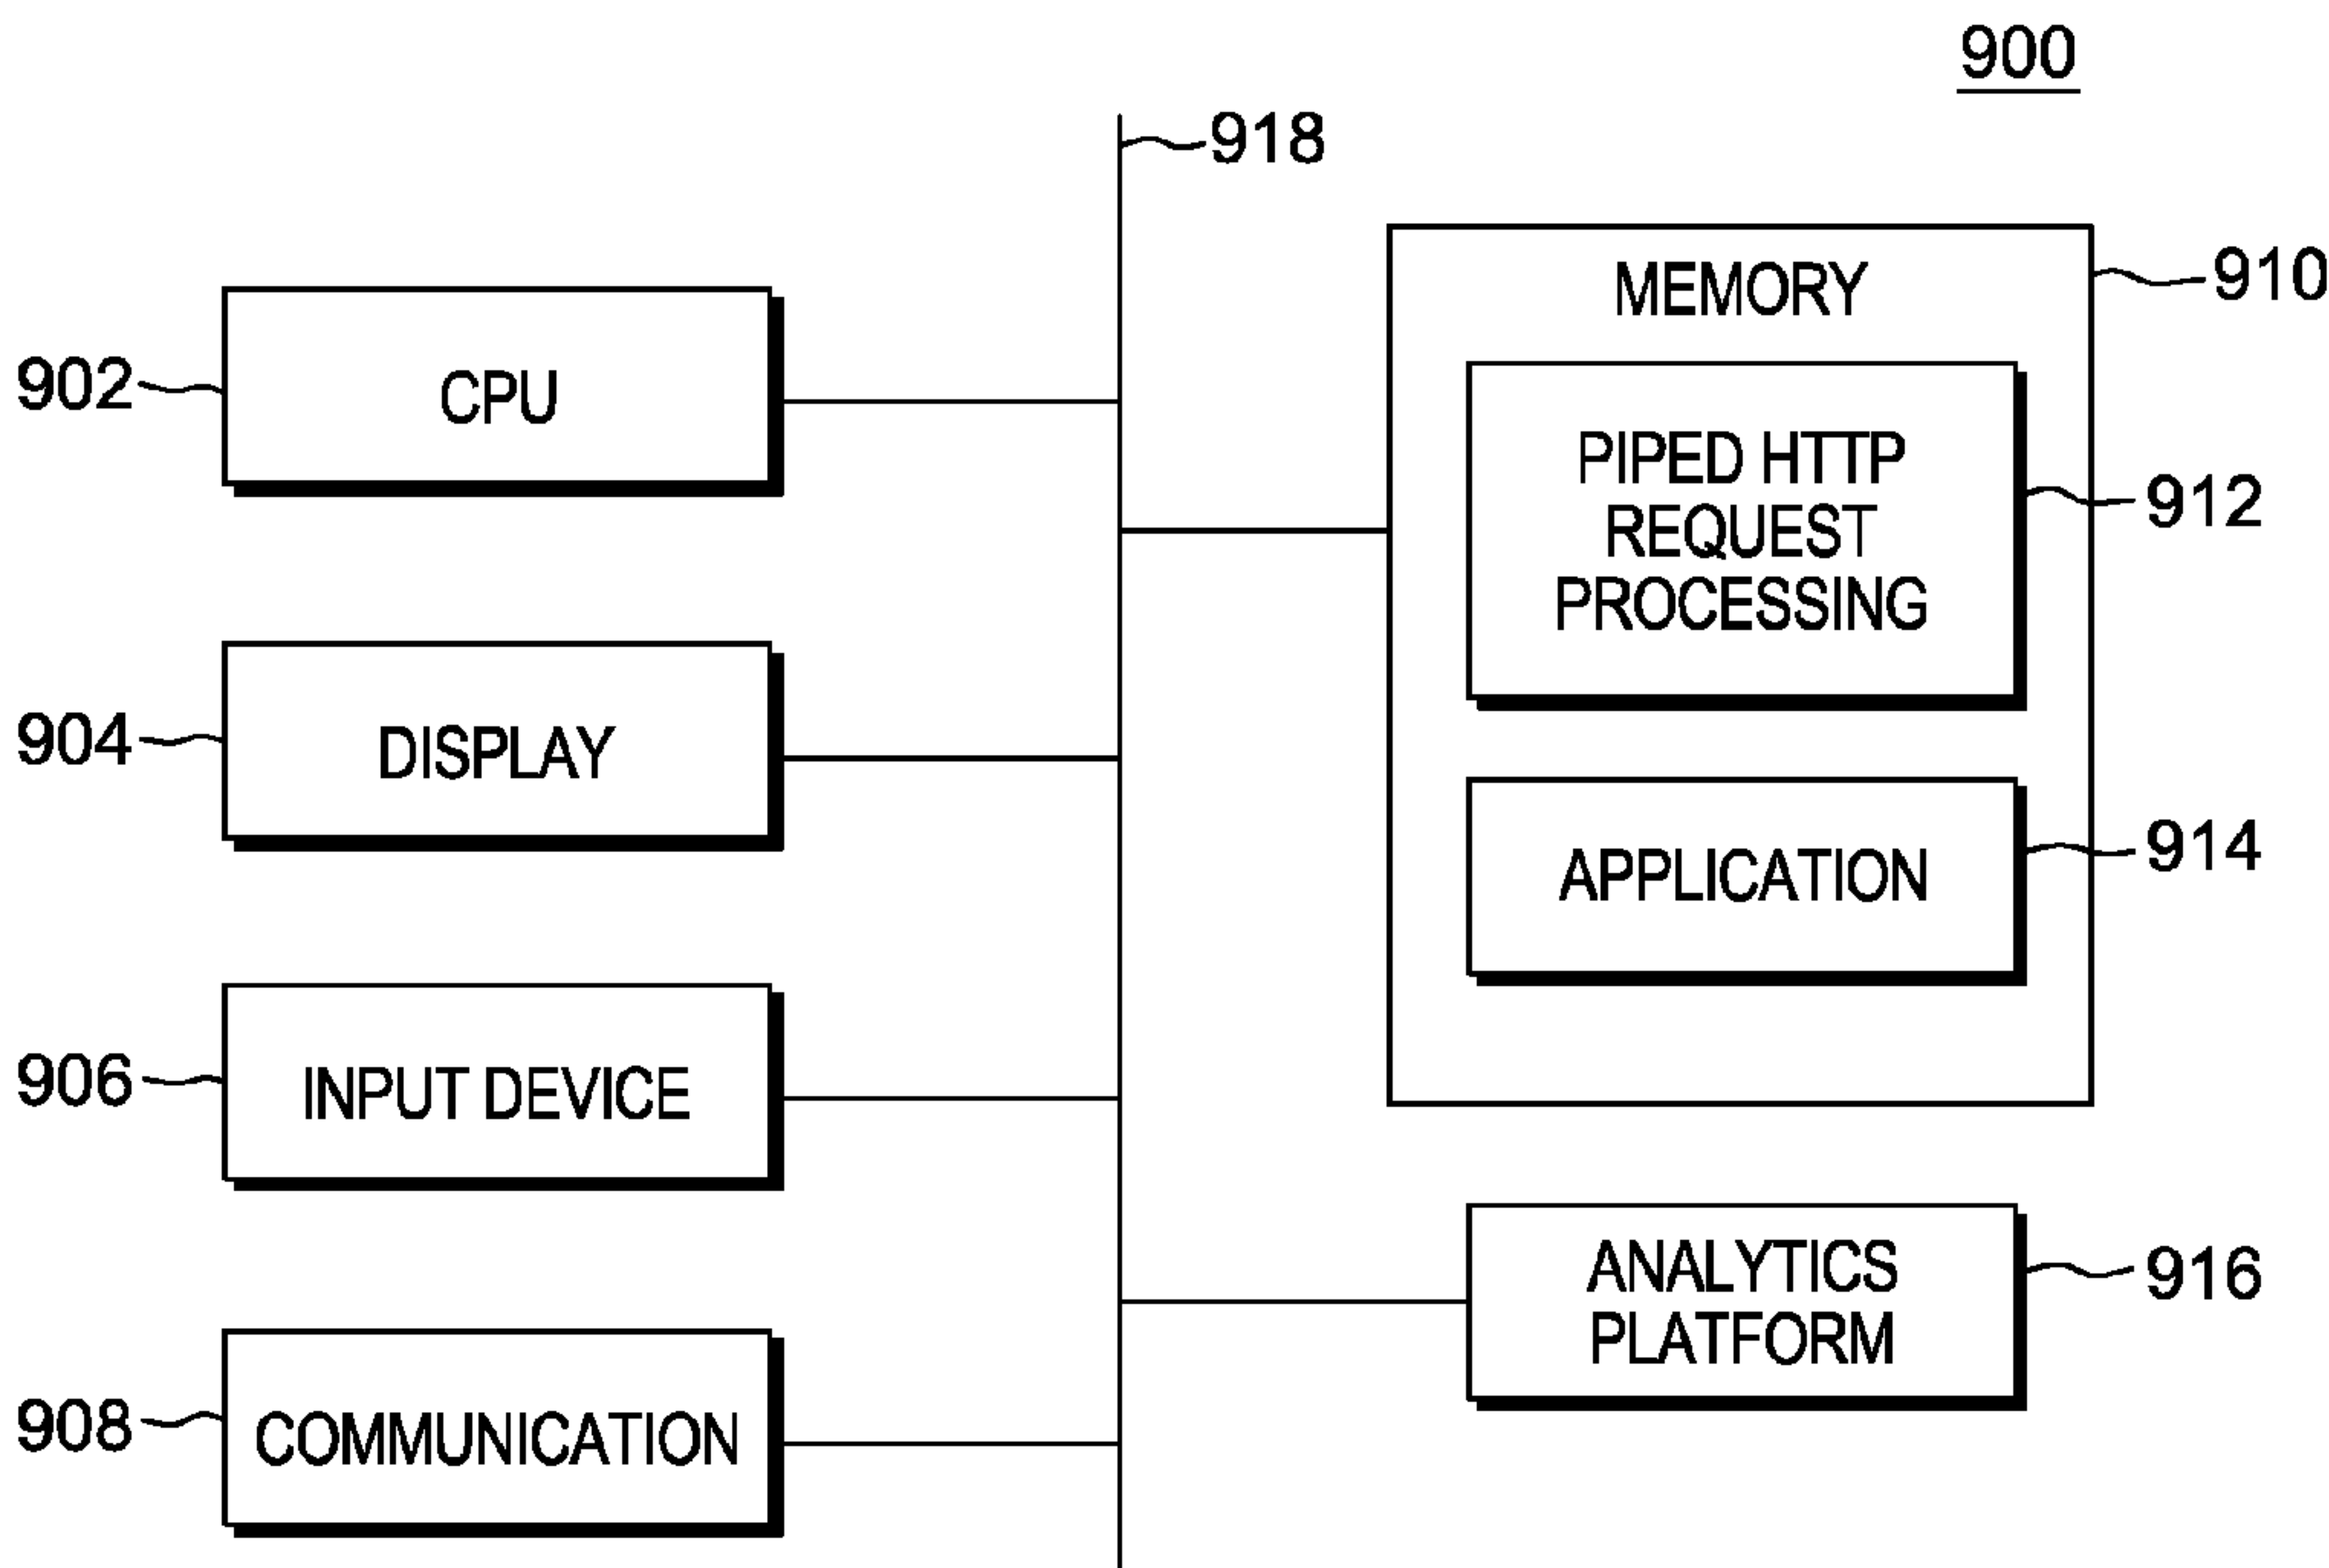 900
918
MEMORY
910
902
CPU
PIPED HTTP
REQUEST
PROCESSING
912
904
DISPLAY
APPLICATION
914
906
INPUT DEVICE
ANALYTICS
PLATFORM
916
908
COMMUNICATION